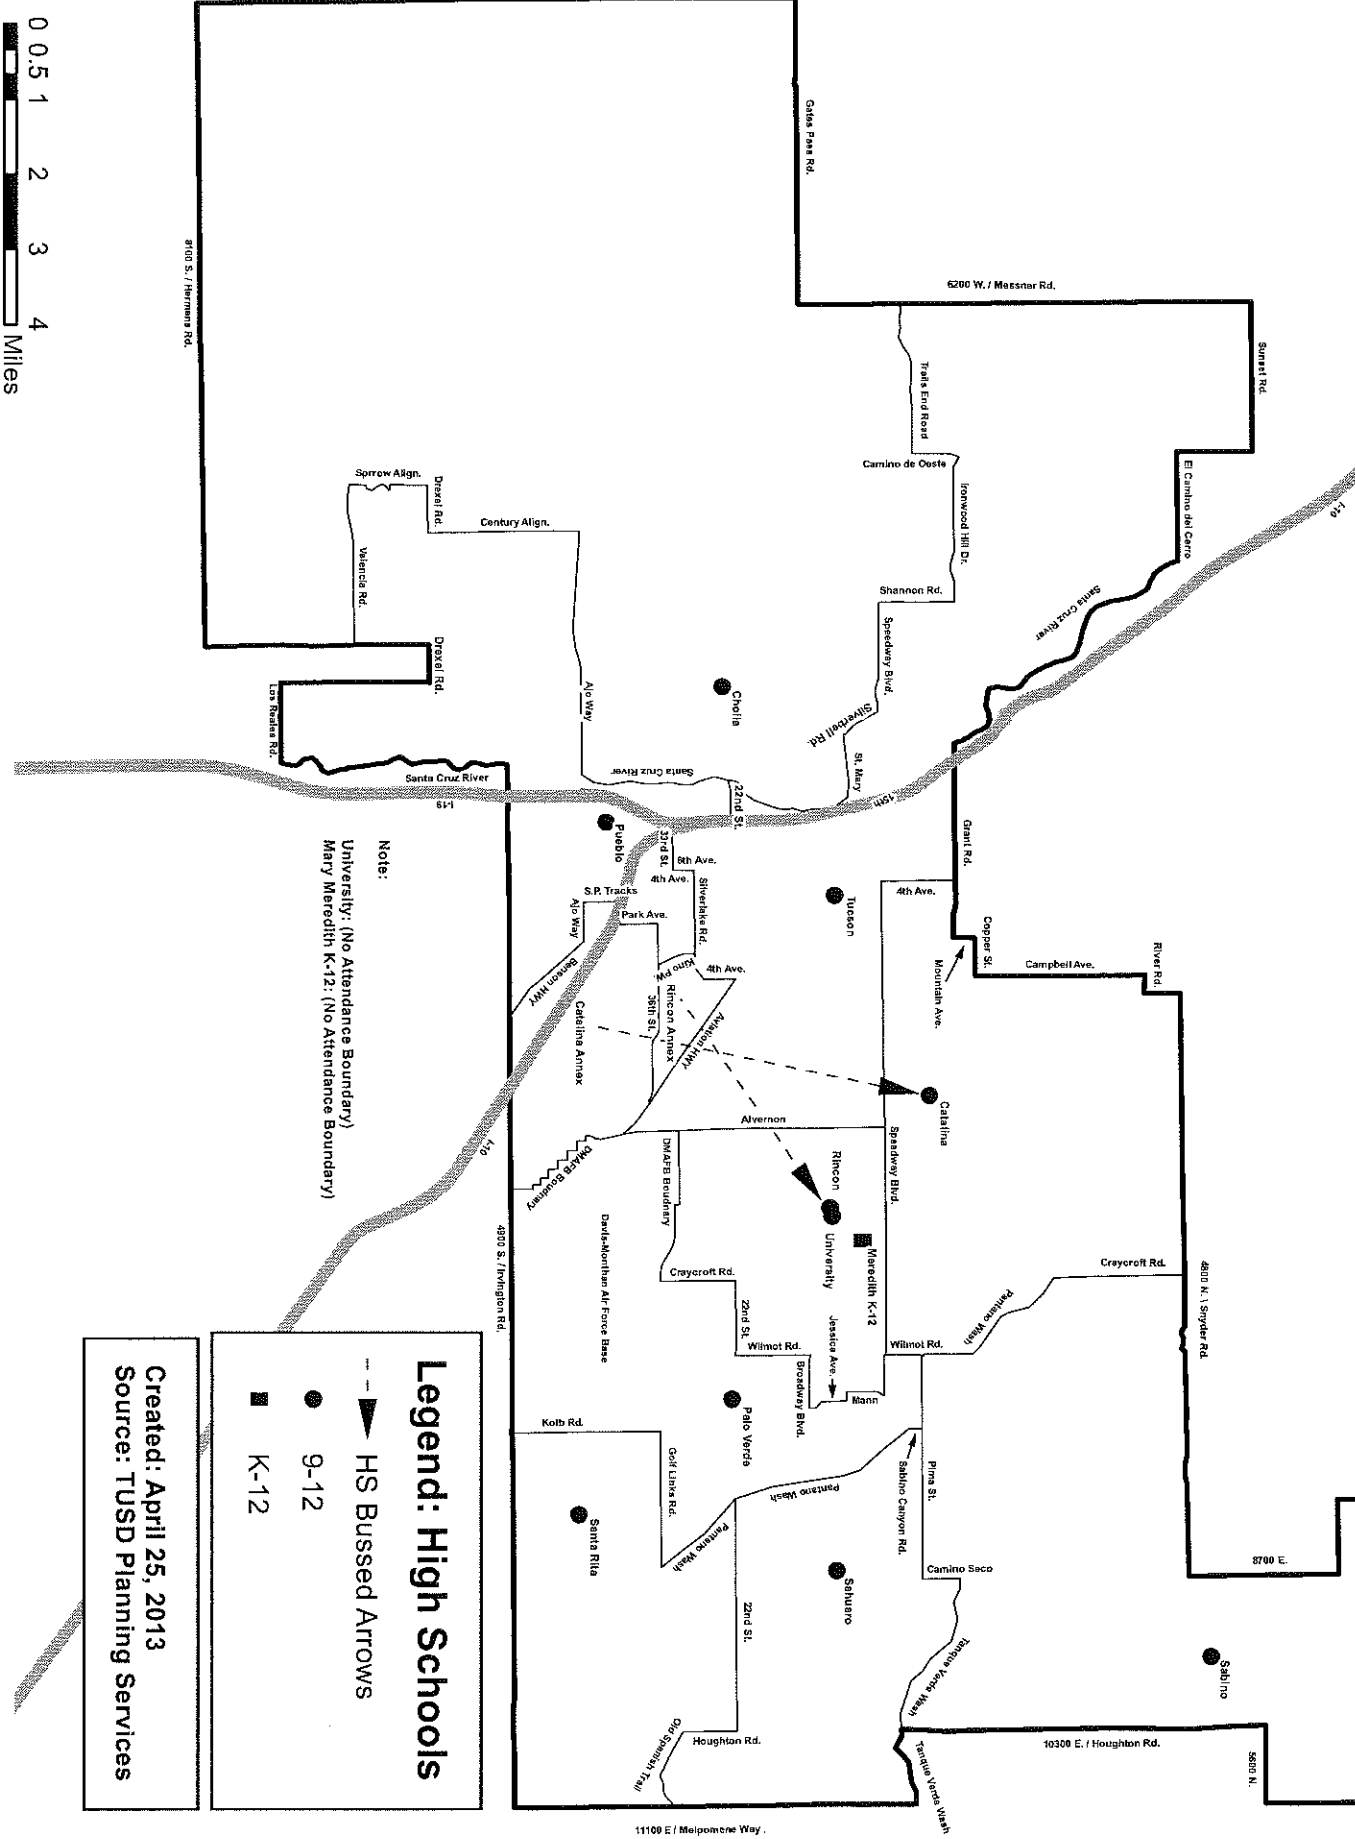 0 0.5 1 2 3 4
Miles
8100 S. / Hermans Rd.
Gates Pass Rd.
6200 W. / Messner Rd.
Sunset Rd.
El Camino del Cerro
I-10
Santa Cruz River
Trails End Road
Camino de Oeste
Ironwood Hill Dr.
Shannon Rd.
Speedway Blvd.
Silverbell Rd
St. Mary
15th
Sorrow Align.
Drexel Rd.
Century Align.
Valencia Rd.
Drexel Rd.
Los Reales Rd.
Ajo Way
Cholla
Santa Cruz River
22nd St.
Santa Cruz River
I-19
Grant Rd.
4th Ave.
Copper St.
Mountain Ave.
Campbell Ave.
River Rd.
Pueblo
33rd St.
6th Ave.
4th Ave.
Silverlake Rd.
S.P. Tracks
Park Ave.
Ajo Way
Benson HWY
Kino PW.
4th Ave.
36th St.
Rincon Annex
Aviation HWY
Catalina Annex
Tucson
Catalina
Alvernon
Speedway Blvd.
Rincon
University
Meredith K-12
Jessica Ave.
DMAFB Boudnary
DMAFB Boudnary
Davis-Monthan Air Force Base
I-10
4900 S. / Irvington Rd.
Craycroft Rd.
22nd St.
Wilmot Rd.
Broadway Blvd.
Mann
Wilmot Rd.
Pantano Wash
Craycroft Rd.
4800 N. \ Snyder Rd.
Kolb Rd.
Palo Verde
Golf Links Rd.
Pantano Wash
Pantano Wash
Sabino Canyon Rd.
Pima St.
Camino Seco
Tanque Verde Wash
8700 E.
Santa Rita
Sahuaro
Sabino
22nd St.
Houghton Rd.
Old Spanish Trail
10300 E. / Houghton Rd.
5600 N.
Tanque Verde Wash
11100 E / Melpomene Way .
Note:
University: (No Attendance Boundary)
Mary Meredith K-12: (No Attendance Boundary)
Legend: High Schools
HS Bussed Arrows
9-12
K-12
Created: April 25, 2013
Source: TUSD Planning Services